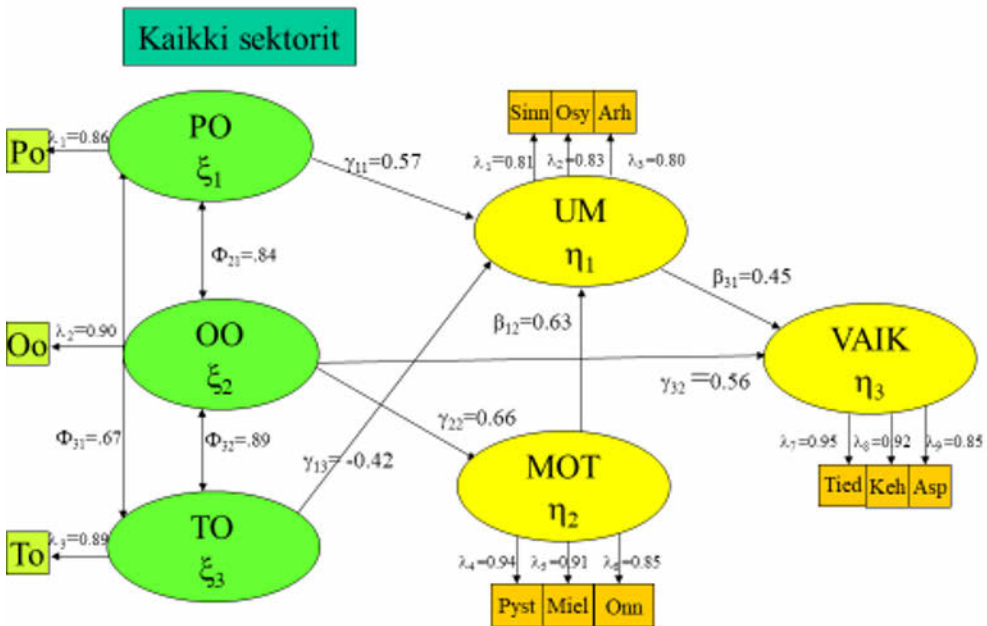 Kaikki sektorit
PO
ξ₁
Po
λ₁=0.86
γ₁₁=0.57
Sinn Osy Arh
λ₁=0.81 λ₂=0.83 λ₃=0.80
UM
η₁
Φ₂₁=.84
β₃₁=0.45
Oo
λ₂=0.90
OO
ξ₂
β₁₂=0.63
VAIK
η₃
γ₃₂=0.56
Φ₃₁=.67
Φ₃₂=.89
γ₂₂=0.66
γ₁₃= -0.42
MOT
η₂
λ₇=0.95 λ₈=0.92 λ₉=0.85
Tied Keh Asp
To
λ₃=0.89
TO
ξ₃
λ₄=0.94 λ₅=0.91 λ₆=0.85
Pyst Miel Onn